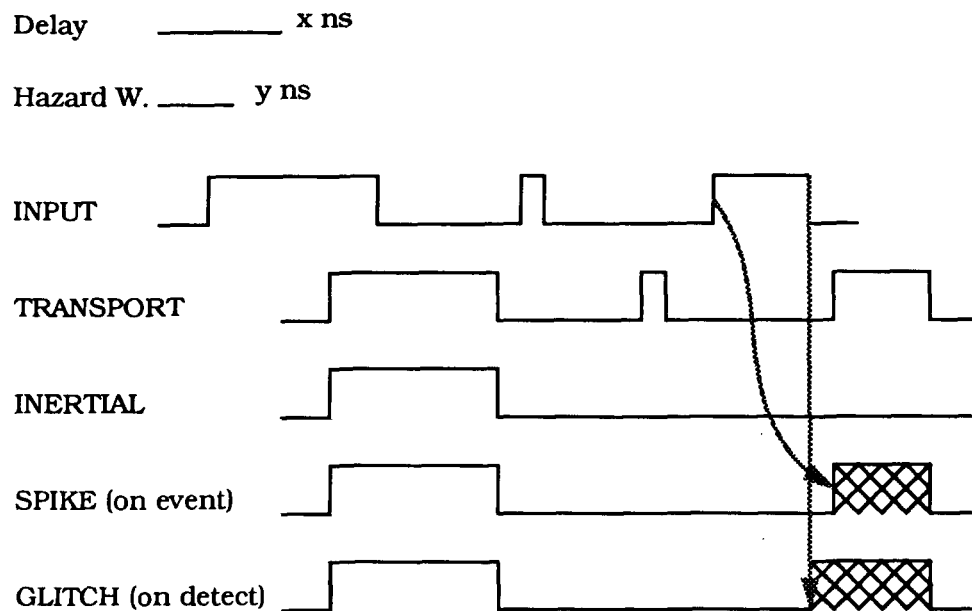 Delay x ns
Hazard W. y ns
INPUT
TRANSPORT
INERTIAL
SPIKE (on event)
GLITCH (on detect)